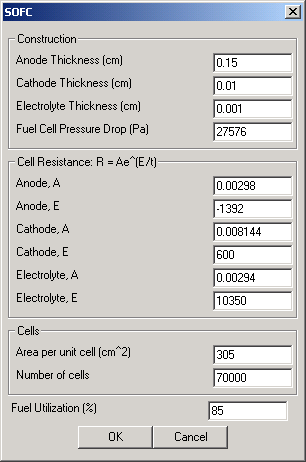 SOFC
Construction
Anode Thickness (cm) 0.15
Cathode Thickness (cm) 0.01
Electrolyte Thickness (cm) 0.001
Fuel Cell Pressure Drop (Pa) 27576
Cell Resistance: R = Ae^(E/t)
Anode, A 0.00298
Anode, E -1392
Cathode, A 0.008144
Cathode, E 600
Electrolyte, A 0.00294
Electrolyte, E 10350
Cells
Area per unit cell (cm^2) 305
Number of cells 70000
Fuel Utilization (%) 85
OK Cancel